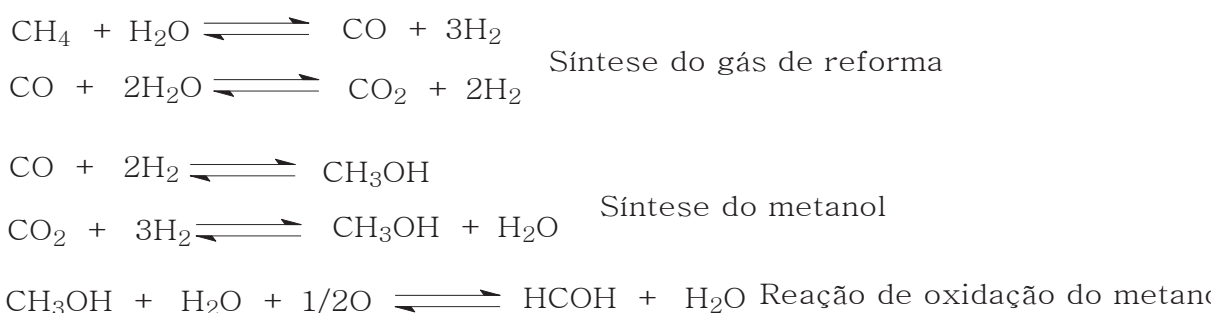 CH₄ + H₂O ⇌ CO + 3H₂
Síntese do gás de reforma
CO + 2H₂O ⇌ CO₂ + 2H₂
CO + 2H₂ ⇌ CH₃OH
Síntese do metanol
CO₂ + 3H₂ ⇌ CH₃OH + H₂O
CH₃OH + H₂O + 1/2O ⇌ HCOH + H₂O Reação de oxidação do metano